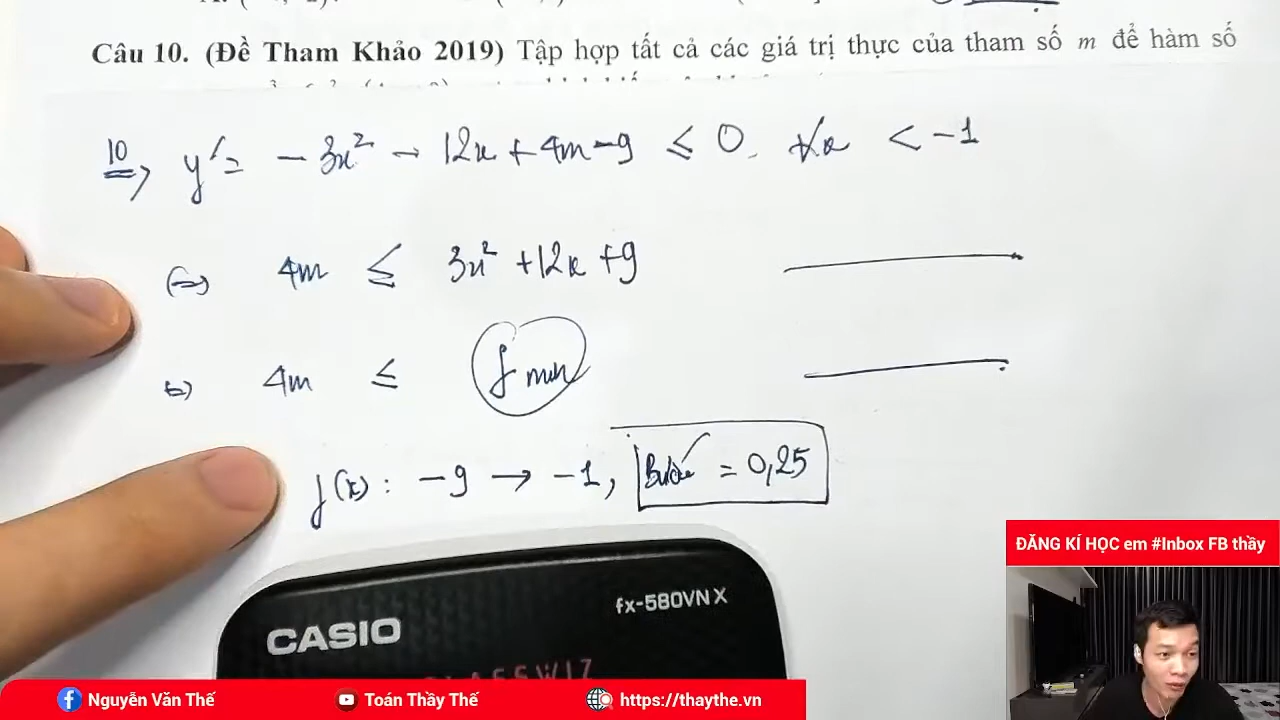 Câu 10. (Đề Tham Khảo 2019) Tập hợp tất cả các giá trị thực của tham số m để hàm số
10 y' = - 3x² - 12x + 4m - 9 ≤ 0. ∀x < -1
(=) 4m ≤ 3x² + 12x + 9
4m ≤ f min
f(x): -9 → -1, Bước = 0,25
CASIO
fx-580VN X
CLASSWIZ
ĐĂNG KÍ HỌC em #Inbox FB thầy
Nguyễn Văn Thế
Toán Thầy Thế
https://thaythe.vn